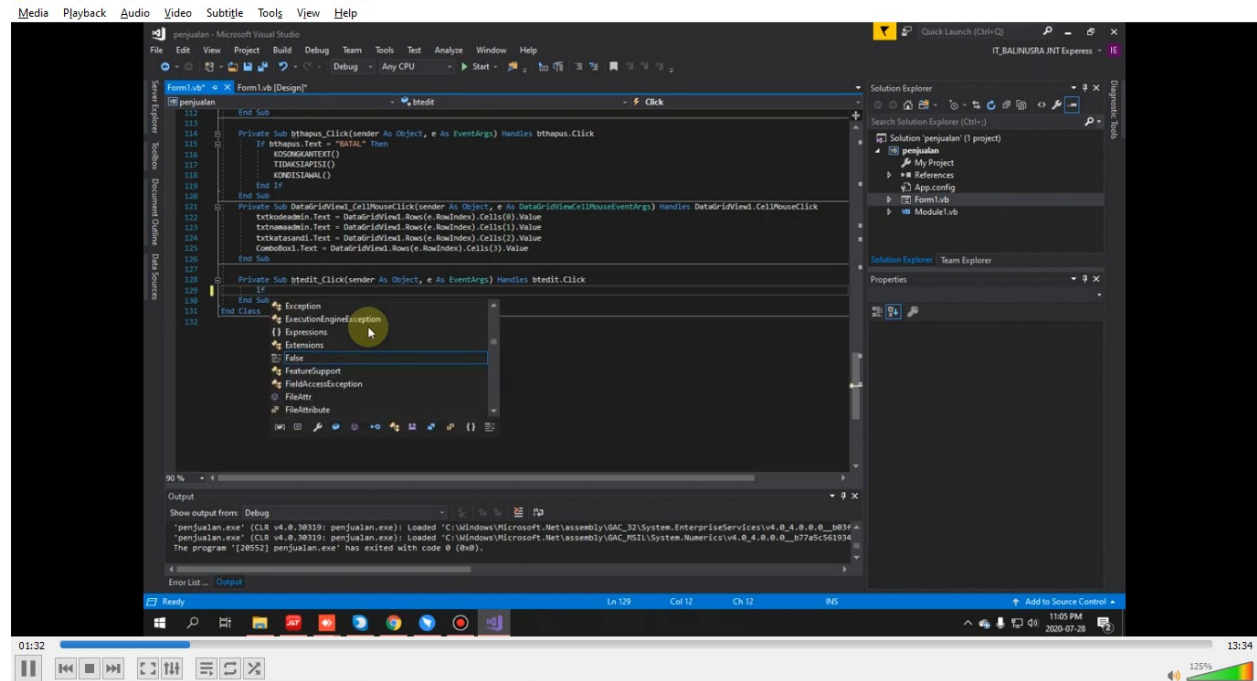 Media Playback Audio Video Subtitle Tools View Help
penjualan - Microsoft Visual Studio
Quick Launch (Ctrl+Q)
File Edit View Project Build Debug Team Tools Test Analyze Window Help
IT_BALINUSRA JNT Experess IE
Debug Any CPU Start
Server Explorer
Toolbox
Document Outline
Data Sources
Form1.vb* Form1.vb [Design]*
penjualan btedit Click
112 End Sub
113
114 Private Sub bthapus_Click(sender As Object, e As EventArgs) Handles bthapus.Click
115 If bthapus.Text = "BATAL" Then
116 KOSONGKANTEXT()
117 TIDAKSIAPISI()
118 KONDISIAWAL()
119 End If
120 End Sub
121 Private Sub DataGridView1_CellMouseClick(sender As Object, e As DataGridViewCellMouseEventArgs) Handles DataGridView1.CellMouseClick
122 txtkodeadmin.Text = DataGridView1.Rows(e.RowIndex).Cells(0).Value
123 txtnamaadmin.Text = DataGridView1.Rows(e.RowIndex).Cells(1).Value
124 txtkatasandi.Text = DataGridView1.Rows(e.RowIndex).Cells(2).Value
125 ComboBox1.Text = DataGridView1.Rows(e.RowIndex).Cells(3).Value
126 End Sub
127
128 Private Sub btedit_Click(sender As Object, e As EventArgs) Handles btedit.Click
129 If
130 End Sub
131 End Class
132
Exception
ExecutionEngineException
Expressions
Extensions
False
FeatureSupport
FieldAccessException
FileAttr
FileAttribute
90 %
Output
Show output from: Debug
'penjualan.exe' (CLR v4.0.30319: penjualan.exe): Loaded 'C:\Windows\Microsoft.Net\assembly\GAC_32\System.EnterpriseServices\v4.0_4.0.0.0__b03f
'penjualan.exe' (CLR v4.0.30319: penjualan.exe): Loaded 'C:\Windows\Microsoft.Net\assembly\GAC_MSIL\System.Numerics\v4.0_4.0.0.0__b77a5c561934
The program '[20552] penjualan.exe' has exited with code 0 (0x0).
Error List ... Output
Solution Explorer
Search Solution Explorer (Ctrl+;)
Solution 'penjualan' (1 project)
penjualan
My Project
References
App.config
Form1.vb
Module1.vb
Solution Explorer Team Explorer
Properties
Diagnostic Tools
Ready Ln 129 Col 12 Ch 12 INS Add to Source Control
11:05 PM
2020-07-28
01:32 13:34
125%